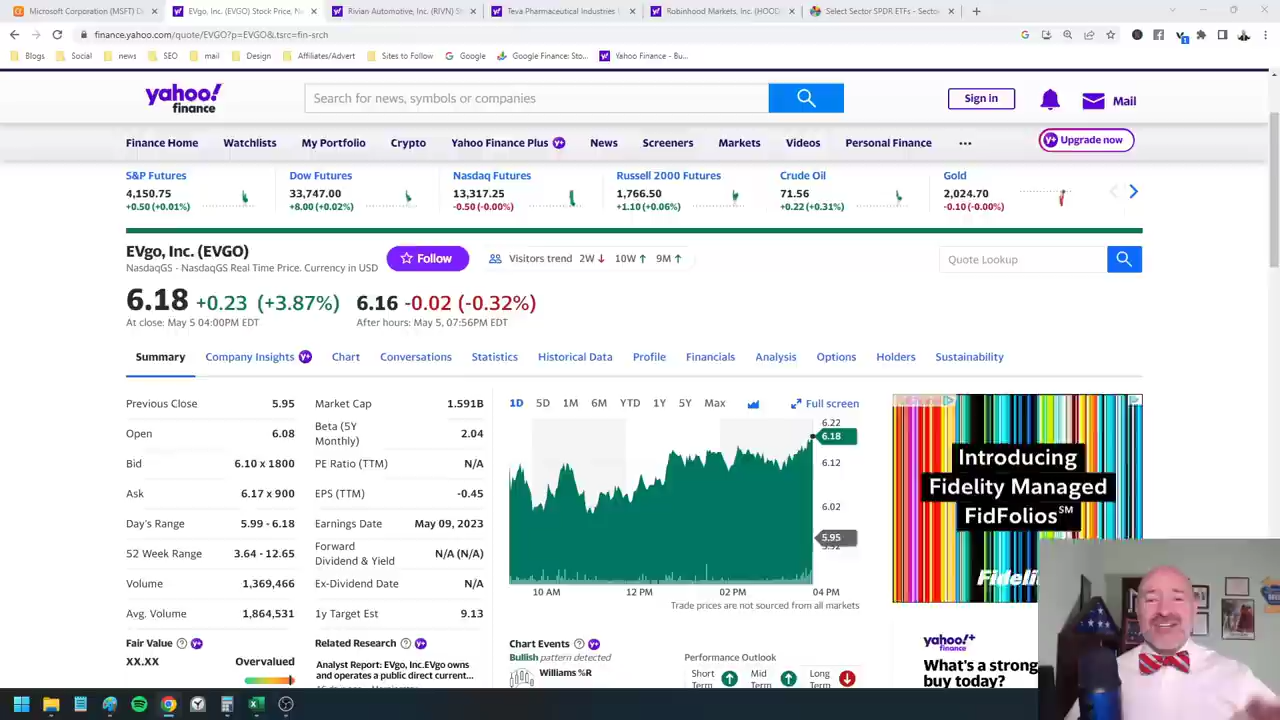 Microsoft Corporation (MSFT) Di
EVgo, Inc. (EVGO) Stock Price, N
Rivian Automotive, Inc. (RIVN) S
Teva Pharmaceutical Industries
Robinhood Markets, Inc. (HOOD
Select Sector SPDR ETFs - Secto
finance.yahoo.com/quote/EVGO?p=EVGO&.tsrc=fin-srch
Blogs
Social
news
SEO
mail
Design
Affiliates/Advert
Sites to Follow
Google
Google Finance: Sto...
Yahoo Finance - Bu...
yahoo!
finance
Search for news, symbols or companies
Sign in
Mail
Finance Home
Watchlists
My Portfolio
Crypto
Yahoo Finance Plus
News
Screeners
Markets
Videos
Personal Finance
...
Upgrade now
S&P Futures
4,150.75
+0.50 (+0.01%)
Dow Futures
33,747.00
+8.00 (+0.02%)
Nasdaq Futures
13,317.25
-0.50 (-0.00%)
Russell 2000 Futures
1,766.50
+1.10 (+0.06%)
Crude Oil
71.56
+0.22 (+0.31%)
Gold
2,024.70
-0.10 (-0.00%)
EVgo, Inc. (EVGO)
NasdaqGS - NasdaqGS Real Time Price. Currency in USD
Follow
Visitors trend 2W ↓ 10W ↑ 9M ↑
Quote Lookup
6.18 +0.23 (+3.87%)
At close: May 5 04:00PM EDT
6.16 -0.02 (-0.32%)
After hours: May 5, 07:56PM EDT
Summary
Company Insights
Chart
Conversations
Statistics
Historical Data
Profile
Financials
Analysis
Options
Holders
Sustainability
Previous Close 5.95
Open 6.08
Bid 6.10 x 1800
Ask 6.17 x 900
Day's Range 5.99 - 6.18
52 Week Range 3.64 - 12.65
Volume 1,369,466
Avg. Volume 1,864,531
Fair Value
XX.XX Overvalued
Market Cap 1.591B
Beta (5Y
Monthly) 2.04
PE Ratio (TTM) N/A
EPS (TTM) -0.45
Earnings Date May 09, 2023
Forward
Dividend & Yield N/A (N/A)
Ex-Dividend Date N/A
1y Target Est 9.13
Related Research
Analyst Report: EVgo, Inc.EVgo owns
and operates a public direct current...
1D 5D 1M 6M YTD 1Y 5Y Max
Full screen
6.22
6.18
6.12
6.02
5.95
10 AM 12 PM 02 PM 04 PM
Trade prices are not sourced from all markets
Chart Events
Bullish pattern detected
Williams %R
Performance Outlook
Short
Term
Mid
Term
Long
Term
Introducing
Fidelity Managed
FidFolios℠
yahoo!+
finance
What's a strong
buy today?